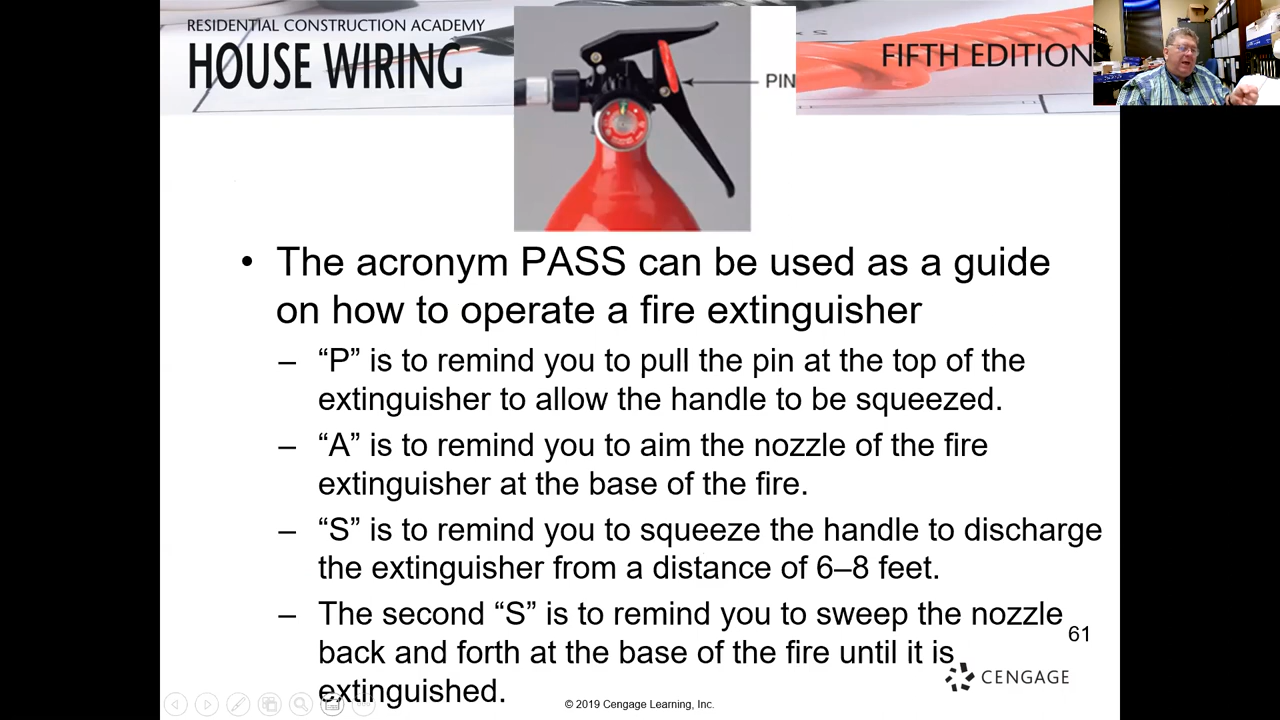 RESIDENTIAL CONSTRUCTION ACADEMY
HOUSE WIRING
FIFTH EDITION
PIN
• The acronym PASS can be used as a guide
on how to operate a fire extinguisher
– “P” is to remind you to pull the pin at the top of the
extinguisher to allow the handle to be squeezed.
– “A” is to remind you to aim the nozzle of the fire
extinguisher at the base of the fire.
– “S” is to remind you to squeeze the handle to discharge
the extinguisher from a distance of 6–8 feet.
– The second “S” is to remind you to sweep the nozzle
back and forth at the base of the fire until it is
extinguished.
61
CENGAGE
© 2019 Cengage Learning, Inc.